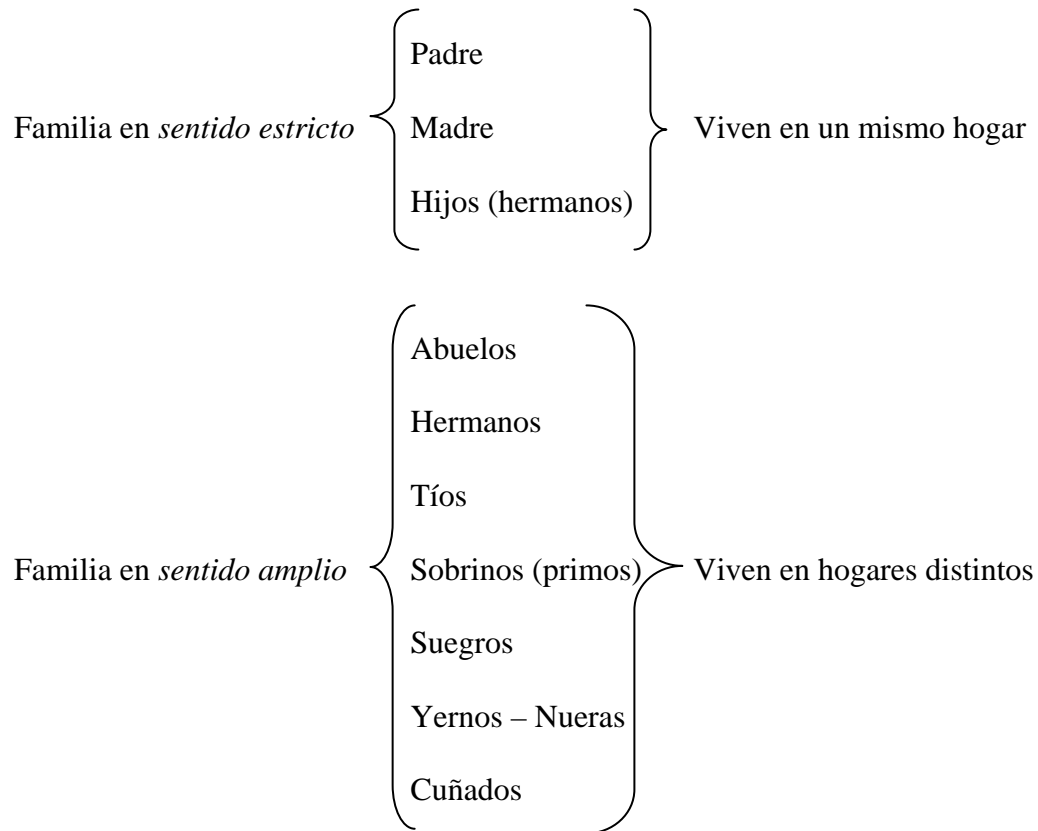 Padre
Familia en sentido estricto Madre Viven en un mismo hogar
Hijos (hermanos)
Abuelos
Hermanos
Tíos
Familia en sentido amplio Sobrinos (primos) Viven en hogares distintos
Suegros
Yernos – Nueras
Cuñados